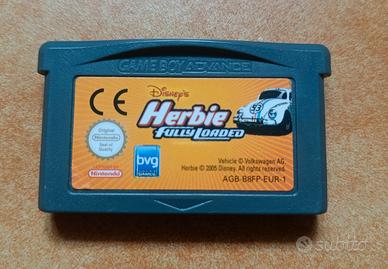 GAME BOY ADVANCE
CE
Disney's
Herbie
FULLY LOADED
53
Original
Nintendo
Seal of
Quality
Nintendo
bvg
GAMES
Vehicle © Volkswagen AG
Herbie © 2005 Disney. All rights reserved.
AGB-B8FP-EUR-1
subito